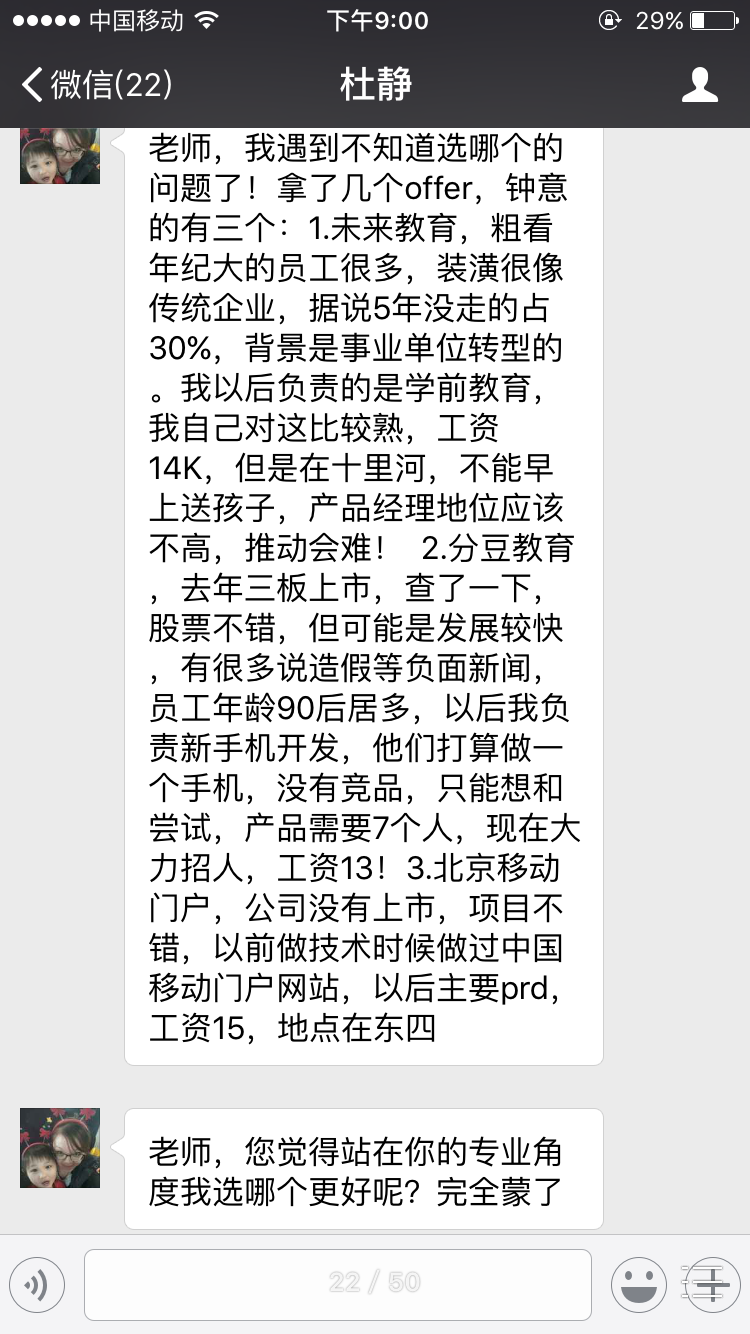 中国移动 下午9:00 29%
微信(22) 杜静
老师，我遇到不知道选哪个的
问题了！拿了几个offer，钟意
的有三个：1.未来教育，粗看
年纪大的员工很多，装潢很像
传统企业，据说5年没走的占
30%，背景是事业单位转型的
。我以后负责的是学前教育，
我自己对这比较熟，工资
14K，但是在十里河，不能早
上送孩子，产品经理地位应该
不高，推动会难！ 2.分豆教育
，去年三板上市，查了一下，
股票不错，但可能是发展较快
，有很多说造假等负面新闻，
员工年龄90后居多，以后我负
责新手机开发，他们打算做一
个手机，没有竞品，只能想和
尝试，产品需要7个人，现在大
力招人，工资13！3.北京移动
门户，公司没有上市，项目不
错，以前做技术时候做过中国
移动门户网站，以后主要prd，
工资15，地点在东四
老师，您觉得站在你的专业角
度我选哪个更好呢？完全蒙了
22 / 50